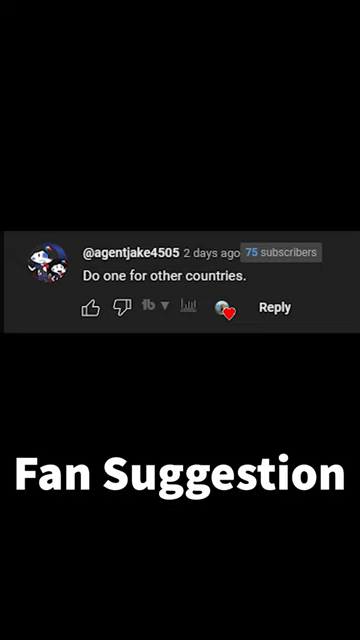 @agentjake4505 2 days ago 75 subscribers
Do one for other countries.
Reply
Fan Suggestion